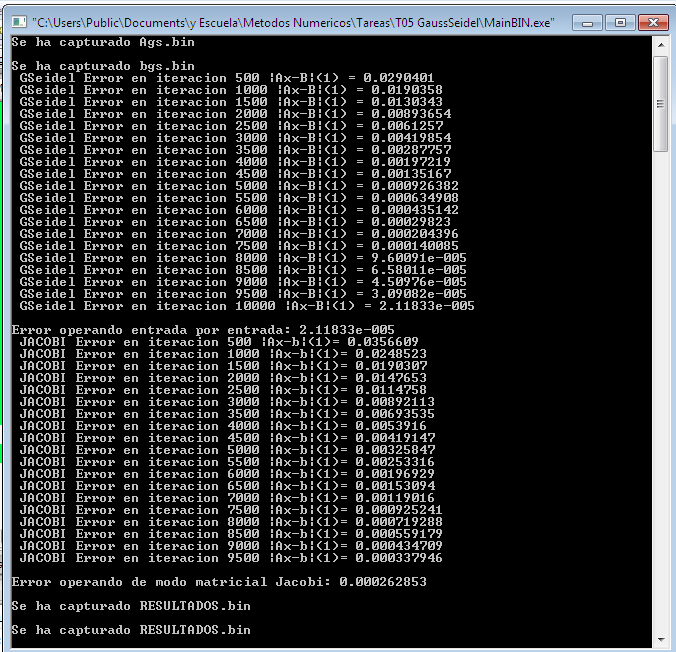 "C:\Users\Public\Documents\y Escuela\Metodos Numericos\Tareas\T05 GaussSeidel\MainBIN.exe"
Se ha capturado Ags.bin
Se ha capturado bgs.bin
GSeidel Error en iteracion 500 |Ax-B|(1) = 0.0290401
GSeidel Error en iteracion 1000 |Ax-B|(1) = 0.0190358
GSeidel Error en iteracion 1500 |Ax-B|(1) = 0.0130343
GSeidel Error en iteracion 2000 |Ax-B|(1) = 0.00893654
GSeidel Error en iteracion 2500 |Ax-B|(1) = 0.0061257
GSeidel Error en iteracion 3000 |Ax-B|(1) = 0.00419854
GSeidel Error en iteracion 3500 |Ax-B|(1) = 0.00287757
GSeidel Error en iteracion 4000 |Ax-B|(1) = 0.00197219
GSeidel Error en iteracion 4500 |Ax-B|(1) = 0.00135167
GSeidel Error en iteracion 5000 |Ax-B|(1) = 0.000926382
GSeidel Error en iteracion 5500 |Ax-B|(1) = 0.000634908
GSeidel Error en iteracion 6000 |Ax-B|(1) = 0.000435142
GSeidel Error en iteracion 6500 |Ax-B|(1) = 0.00029823
GSeidel Error en iteracion 7000 |Ax-B|(1) = 0.000204396
GSeidel Error en iteracion 7500 |Ax-B|(1) = 0.000140085
GSeidel Error en iteracion 8000 |Ax-B|(1) = 9.60091e-005
GSeidel Error en iteracion 8500 |Ax-B|(1) = 6.58011e-005
GSeidel Error en iteracion 9000 |Ax-B|(1) = 4.50976e-005
GSeidel Error en iteracion 9500 |Ax-B|(1) = 3.09082e-005
GSeidel Error en iteracion 10000 |Ax-B|(1) = 2.11833e-005
Error operando entrada por entrada: 2.11833e-005
JACOBI Error en iteracion 500 |Ax-b|(1)= 0.0356609
JACOBI Error en iteracion 1000 |Ax-b|(1)= 0.0248523
JACOBI Error en iteracion 1500 |Ax-b|(1)= 0.0190307
JACOBI Error en iteracion 2000 |Ax-b|(1)= 0.0147653
JACOBI Error en iteracion 2500 |Ax-b|(1)= 0.0114758
JACOBI Error en iteracion 3000 |Ax-b|(1)= 0.00892113
JACOBI Error en iteracion 3500 |Ax-b|(1)= 0.00693535
JACOBI Error en iteracion 4000 |Ax-b|(1)= 0.0053916
JACOBI Error en iteracion 4500 |Ax-b|(1)= 0.00419147
JACOBI Error en iteracion 5000 |Ax-b|(1)= 0.00325847
JACOBI Error en iteracion 5500 |Ax-b|(1)= 0.00253316
JACOBI Error en iteracion 6000 |Ax-b|(1)= 0.00196929
JACOBI Error en iteracion 6500 |Ax-b|(1)= 0.00153094
JACOBI Error en iteracion 7000 |Ax-b|(1)= 0.00119016
JACOBI Error en iteracion 7500 |Ax-b|(1)= 0.000925241
JACOBI Error en iteracion 8000 |Ax-b|(1)= 0.000719288
JACOBI Error en iteracion 8500 |Ax-b|(1)= 0.000559179
JACOBI Error en iteracion 9000 |Ax-b|(1)= 0.000434709
JACOBI Error en iteracion 9500 |Ax-b|(1)= 0.000337946
Error operando de modo matricial Jacobi: 0.000262853
Se ha capturado RESULTADOS.bin
Se ha capturado RESULTADOS.bin